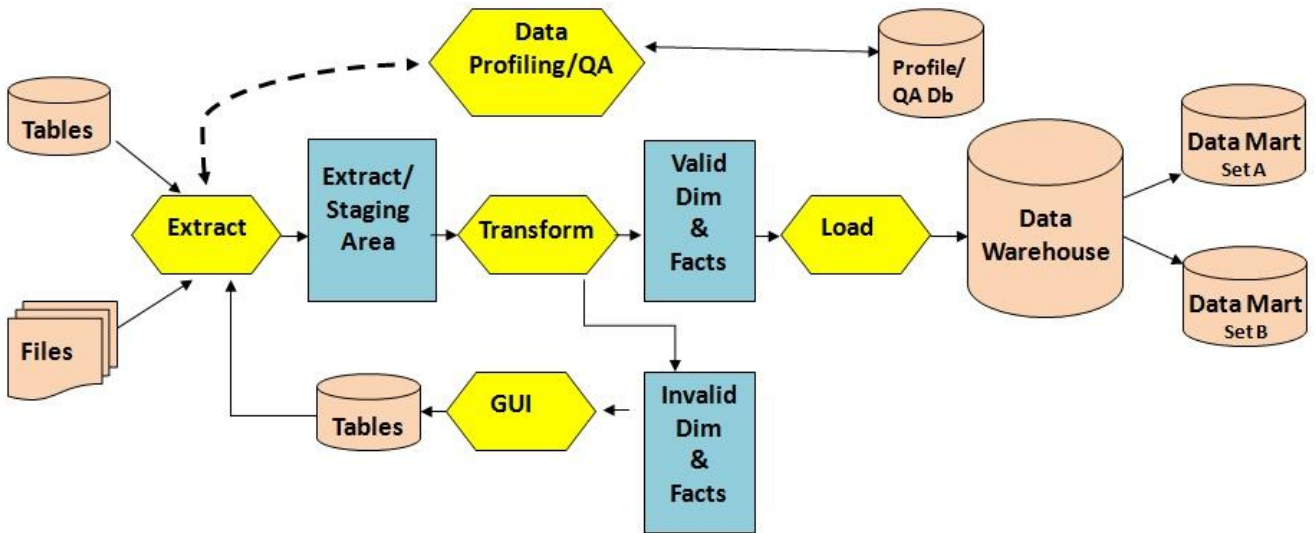 Data
Profiling/QA
Profile/
QA Db
Tables
Data Mart
Set A
Extract/
Staging
Area
Valid
Dim
&
Facts
Extract
Transform
Load
Data
Warehouse
Data Mart
Set B
Files
Tables
GUI
Invalid
Dim
&
Facts